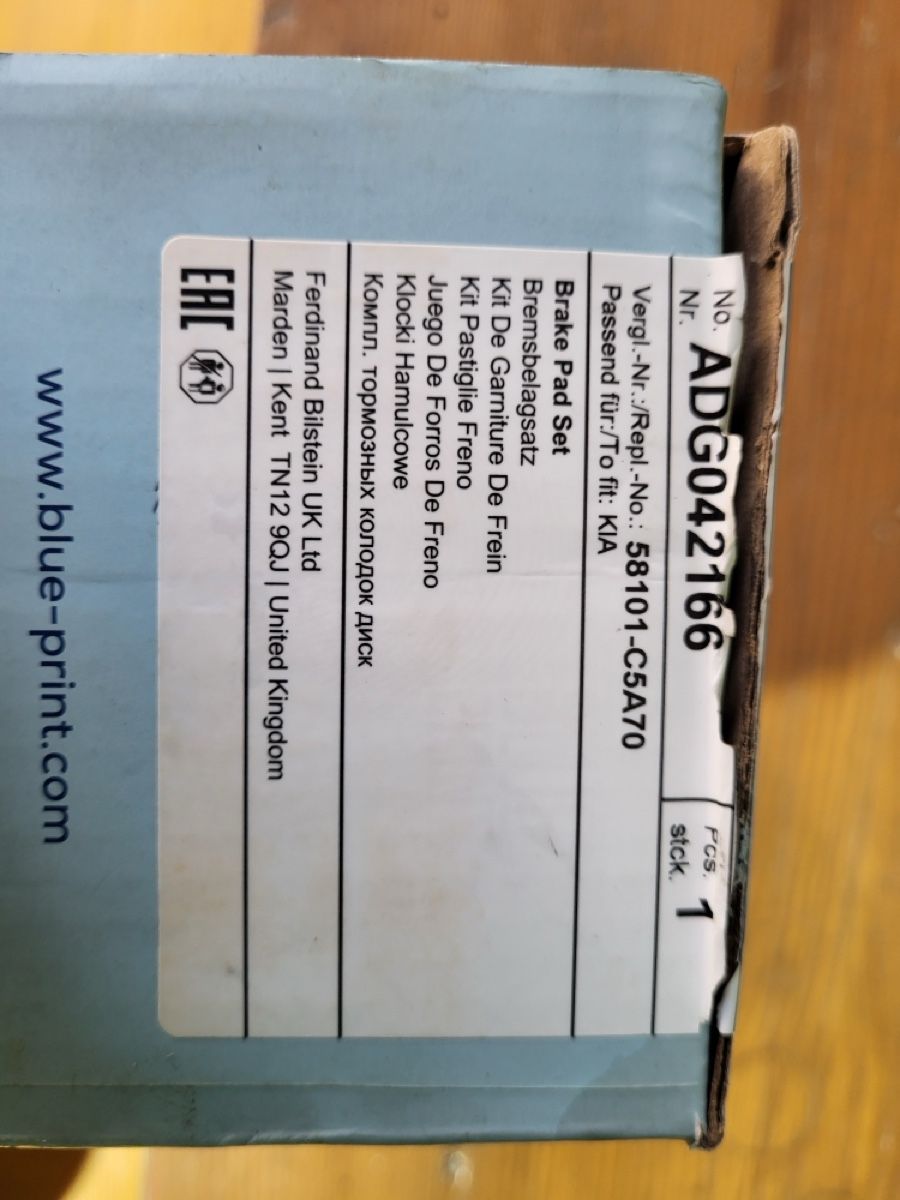 No. ADG042166 Pcs. 1
Nr. stck.
Vergl.-Nr.:/Repl.-No.: 58101-C5A70
Passend für:/To fit: KIA
Brake Pad Set
Bremsbelagsatz
Kit De Garniture De Frein
Kit Pastiglie Freno
Juego De Forros De Freno
Klocki Hamulcowe
Компл. тормозных колодок диск
Ferdinand Bilstein UK Ltd
Marden | Kent TN12 9QJ | United Kingdom
EAC
www.blue-print.com